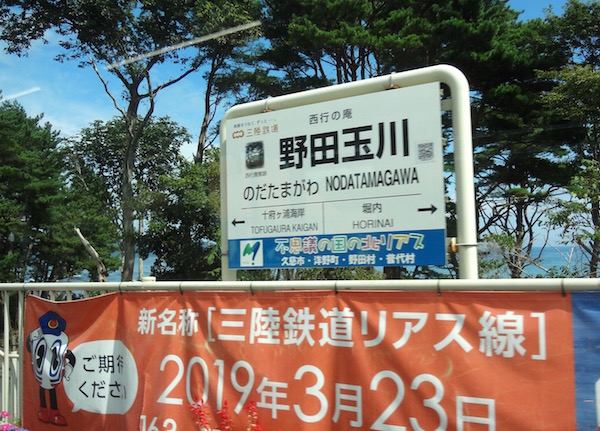 三陸鉄道
西行の庵
野田玉川
のだたまがわ NODATAMAGAWA
十府ヶ浦海岸
TOFUGAURA KAIGAN
堀内
HORINAI
不思議の国の北リアス
久慈市・洋野町・野田村・普代村
新名称[三陸鉄道リアス線]
ご期待
ください
2019年3月23日
163